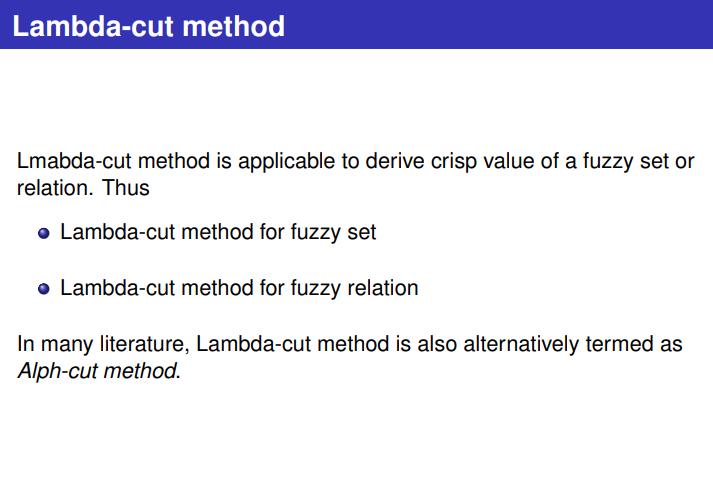 Lambda-cut method
Lmabda-cut method is applicable to derive crisp value of a fuzzy set or
relation. Thus
Lambda-cut method for fuzzy set
Lambda-cut method for fuzzy relation
In many literature, Lambda-cut method is also alternatively termed as
Alph-cut method.